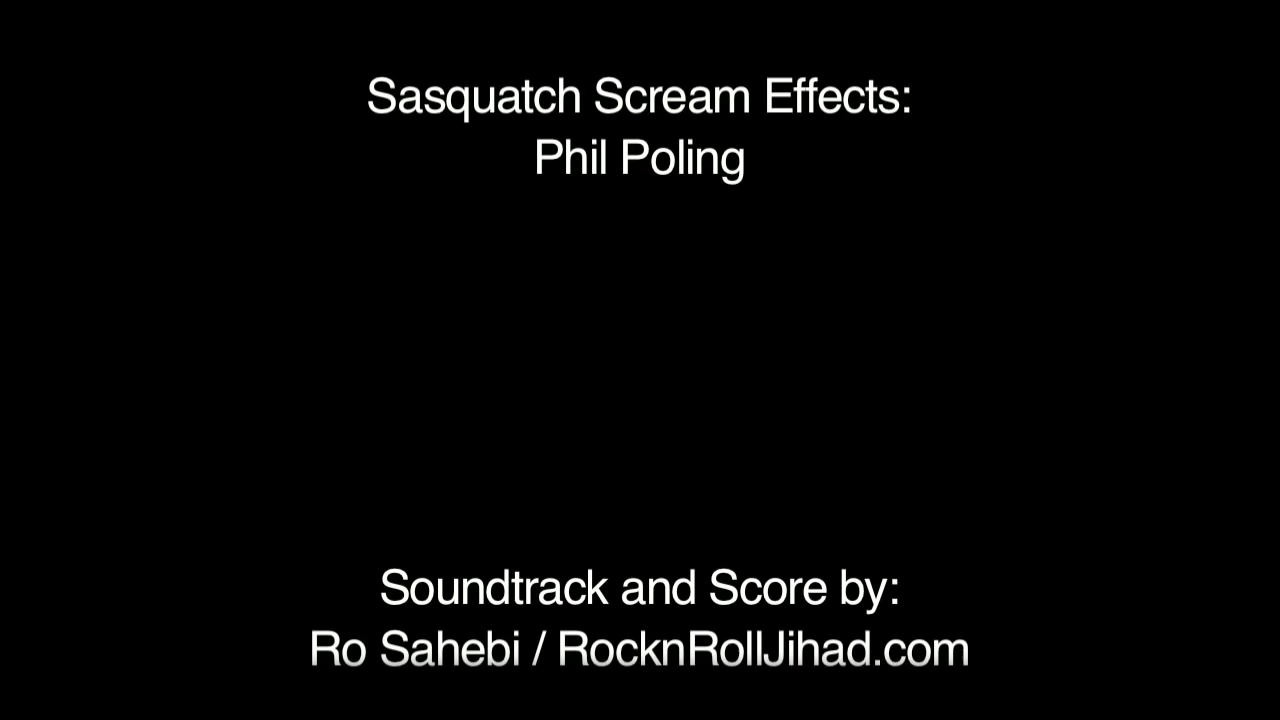 Sasquatch Scream Effects:
Phil Poling
Soundtrack and Score by:
Ro Sahebi / RocknRollJihad.com